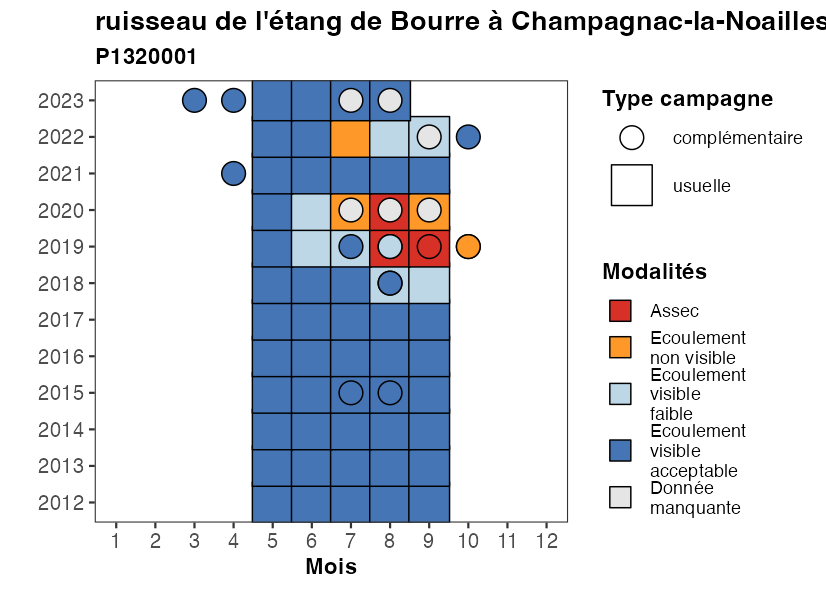 ruisseau de l'étang de Bourre à Champagnac-la-Noailles
P1320001
2023
2022
2021
2020
2019
2018
2017
2016
2015
2014
2013
2012
1 2 3 4 5 6 7 8 9 10 11 12
Mois
Type campagne
complémentaire
usuelle
Modalités
Assec
Ecoulement
non visible
Ecoulement
visible
faible
Ecoulement
visible
acceptable
Donnée
manquante